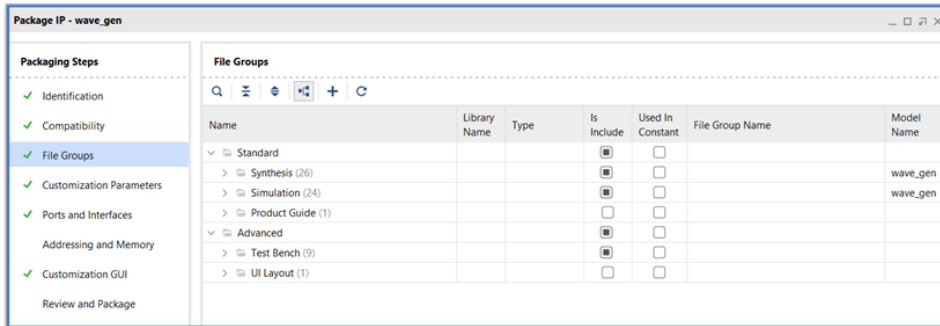 Package IP - wave_gen
Packaging Steps
Identification
Compatibility
File Groups
Customization Parameters
Ports and Interfaces
Addressing and Memory
Customization GUI
Review and Package
File Groups
Name Library Name Type Is Include Used In Constant File Group Name Model Name
Standard
Synthesis (26) wave_gen
Simulation (24) wave_gen
Product Guide (1)
Advanced
Test Bench (9)
UI Layout (1)